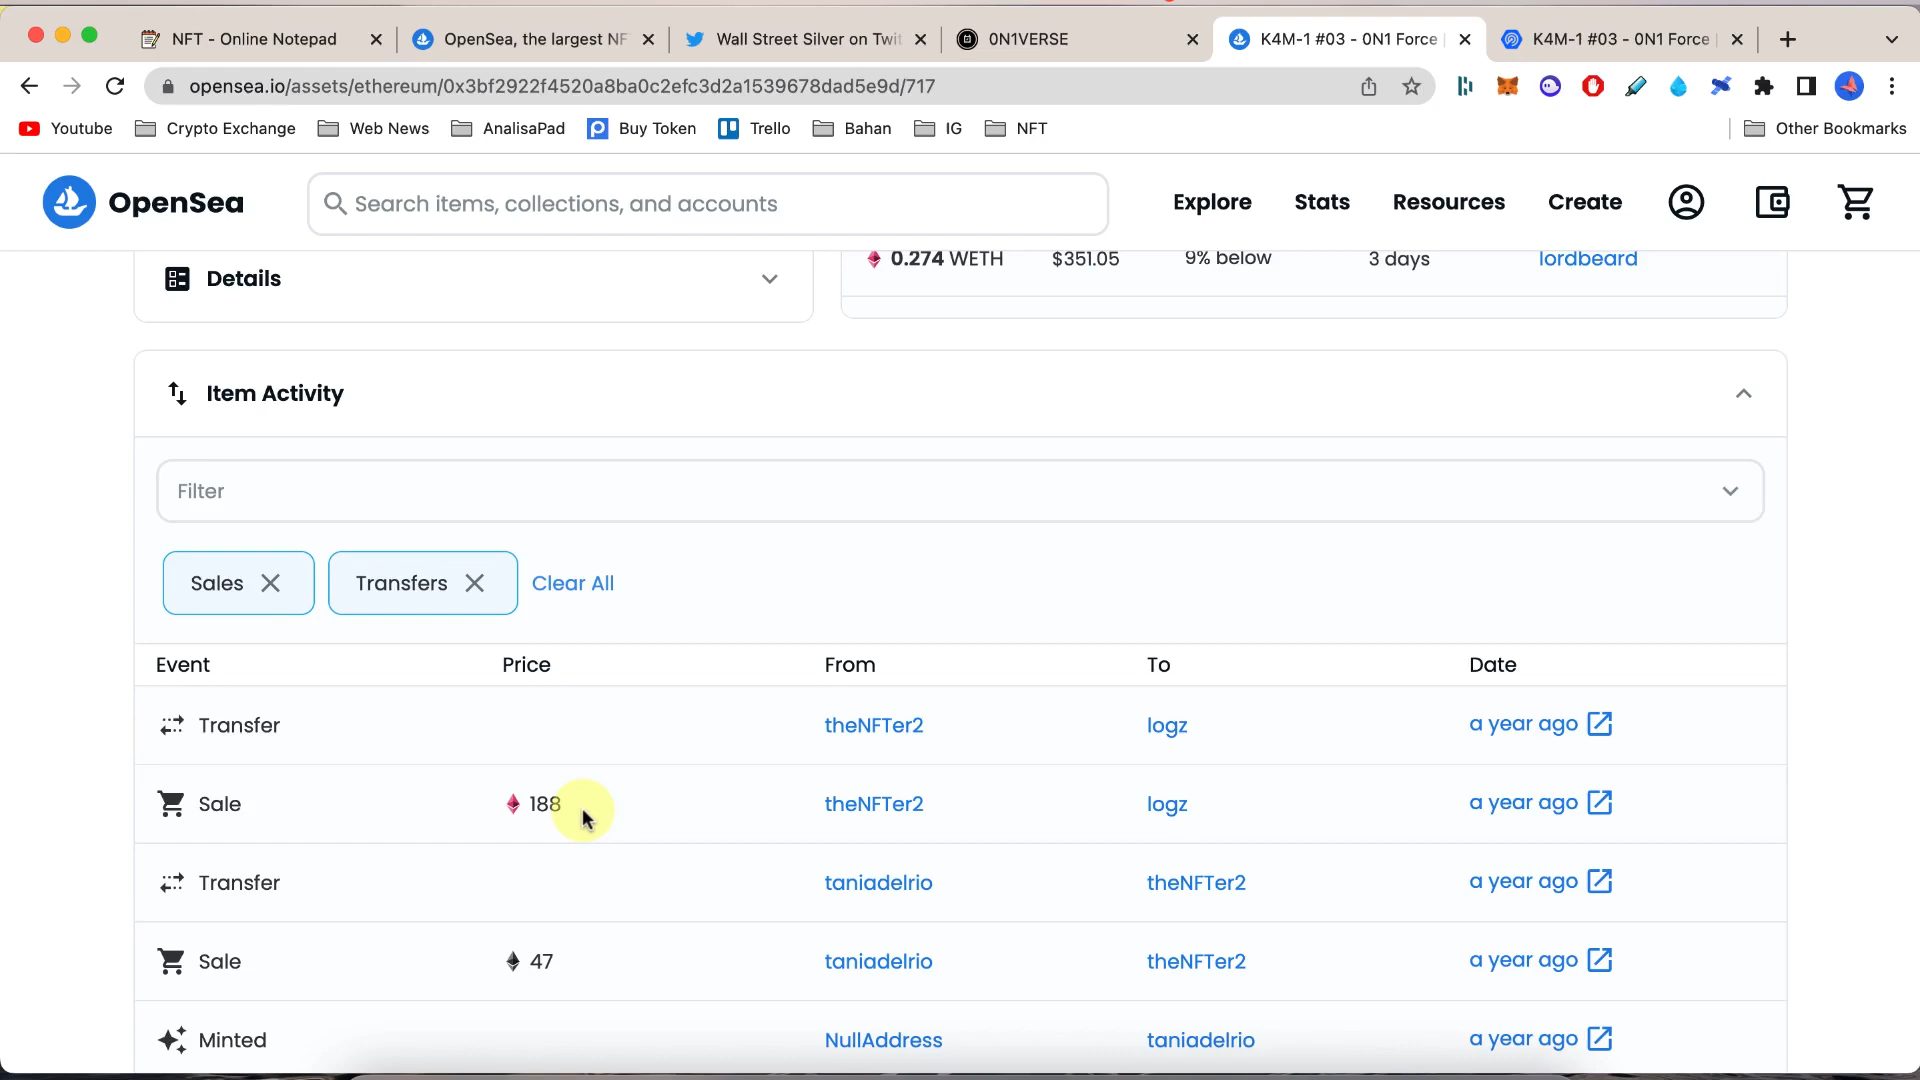 NFT - Online Notepad
OpenSea, the largest NF
Wall Street Silver on Twit
0N1VERSE
K4M-1 #03 - 0N1 Force
K4M-1 #03 - 0N1 Force
opensea.io/assets/ethereum/0x3bf2922f4520a8ba0c2efc3d2a1539678dad5e9d/717
Youtube
Crypto Exchange
Web News
AnalisaPad
Buy Token
Trello
Bahan
IG
NFT
Other Bookmarks
OpenSea
Search items, collections, and accounts
Explore
Stats
Resources
Create
Details
0.274 WETH $351.05 9% below 3 days lordbeard
Item Activity
Filter
Sales
Transfers
Clear All
Event Price From To Date
Transfer theNFTer2 logz a year ago
Sale 188 theNFTer2 logz a year ago
Transfer taniadelrio theNFTer2 a year ago
Sale 47 taniadelrio theNFTer2 a year ago
Minted NullAddress taniadelrio a year ago